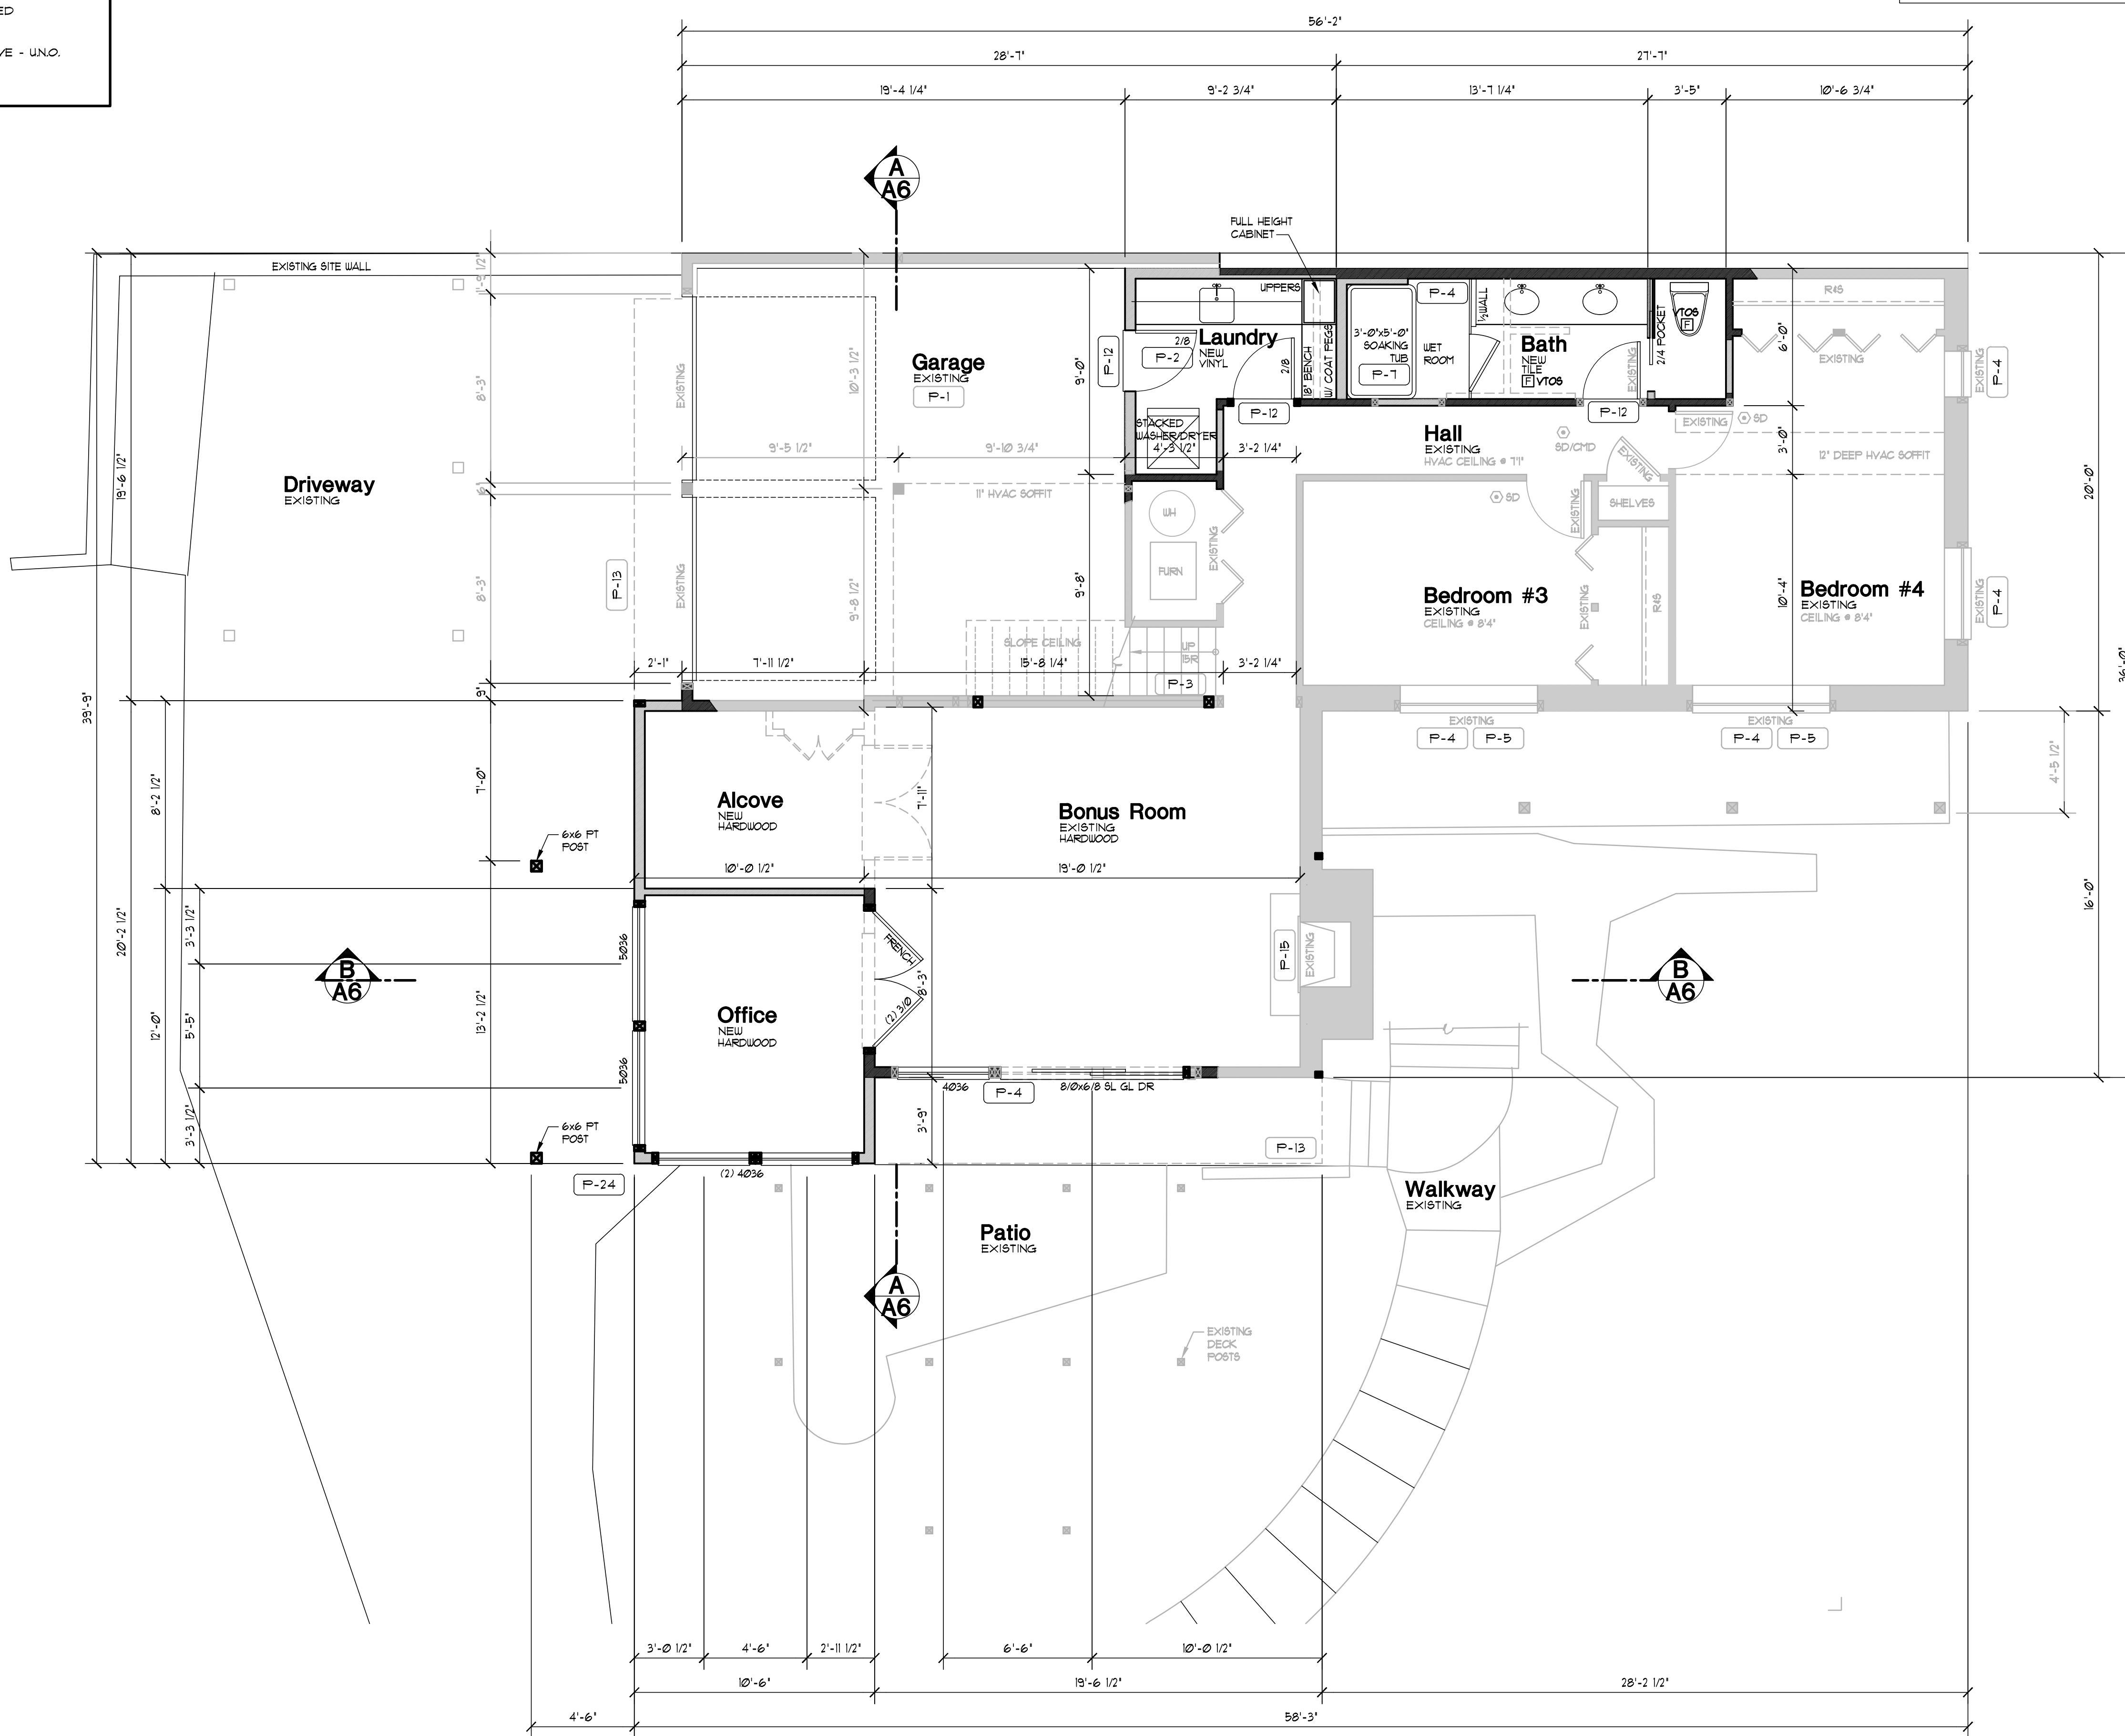 ED
VE - U.N.O.
56'-2"
28'-7"
27'-7"
19'-4 1/4"
9'-2 3/4"
13'-7 1/4"
3'-5"
10'-6 3/4"
A
A6
FULL HEIGHT
CABINET
EXISTING SITE WALL
UPPERS
P-4
1/2 WALL
2/4 POCKET
VTOS
F
R&S
EXISTING
6'-0"
EXISTING
P-4
Garage
EXISTING
P-1
P-12
9'-0"
2/8
P-2
Laundry
NEW
VINYL
2/8
18" BENCH
W/ COAT PEGS
3'-0"x5'-0"
SOAKING
TUB
P-7
WET
ROOM
Bath
NEW
TILE
F VTOS
EXISTING
P-12
P-12
STACKED
WASHER/DRYER
4'-3 1/2"
3'-2 1/4"
Hall
EXISTING
HVAC CEILING @ 7'1"
SD/CMD
EXISTING
SD
EXISTING
3'-0"
12" DEEP HVAC SOFFIT
20'-0"
36'-0"
8'-3"
EXISTING
10'-3 1/2"
9'-5 1/2"
9'-10 3/4"
19'-6 1/2"
Driveway
EXISTING
6"
11" HVAC SOFFIT
WH
FURN
EXISTING
SD
EXISTING
SHELVES
8'-3"
P-13
EXISTING
9'-8 1/2"
9'-8"
Bedroom #3
EXISTING
CEILING @ 8'4"
EXISTING
R&S
10'-4"
Bedroom #4
EXISTING
CEILING @ 8'4"
EXISTING
P-4
SLOPE CEILING
UP
15R
2'-1"
7'-11 1/2"
15'-8 1/4"
3'-2 1/4"
P-3
9"
39'-9"
EXISTING
P-4
P-5
EXISTING
P-4
P-5
4'-5 1/2"
8'-2 1/2"
7'-0"
Alcove
NEW
HARDWOOD
7'-11"
Bonus Room
EXISTING
HARDWOOD
6x6 PT
POST
10'-0 1/2"
19'-0 1/2"
16'-0"
20'-2 1/2"
3'-3 1/2"
5036
FRENCH
P-15
EXISTING
B
A6
B
A6
12'-0"
5'-5"
13'-2 1/2"
Office
NEW
HARDWOOD
(2) 3/0
8'-3"
5036
4036
P-4
8/0x6/8 SL GL DR
3'-3 1/2"
3'-9"
6x6 PT
POST
P-13
(2) 4036
P-24
Walkway
EXISTING
Patio
EXISTING
A
A6
EXISTING
DECK
POSTS
3'-0 1/2"
4'-6"
2'-11 1/2"
6'-6"
10'-0 1/2"
10'-6"
19'-6 1/2"
28'-2 1/2"
4'-6"
58'-3"